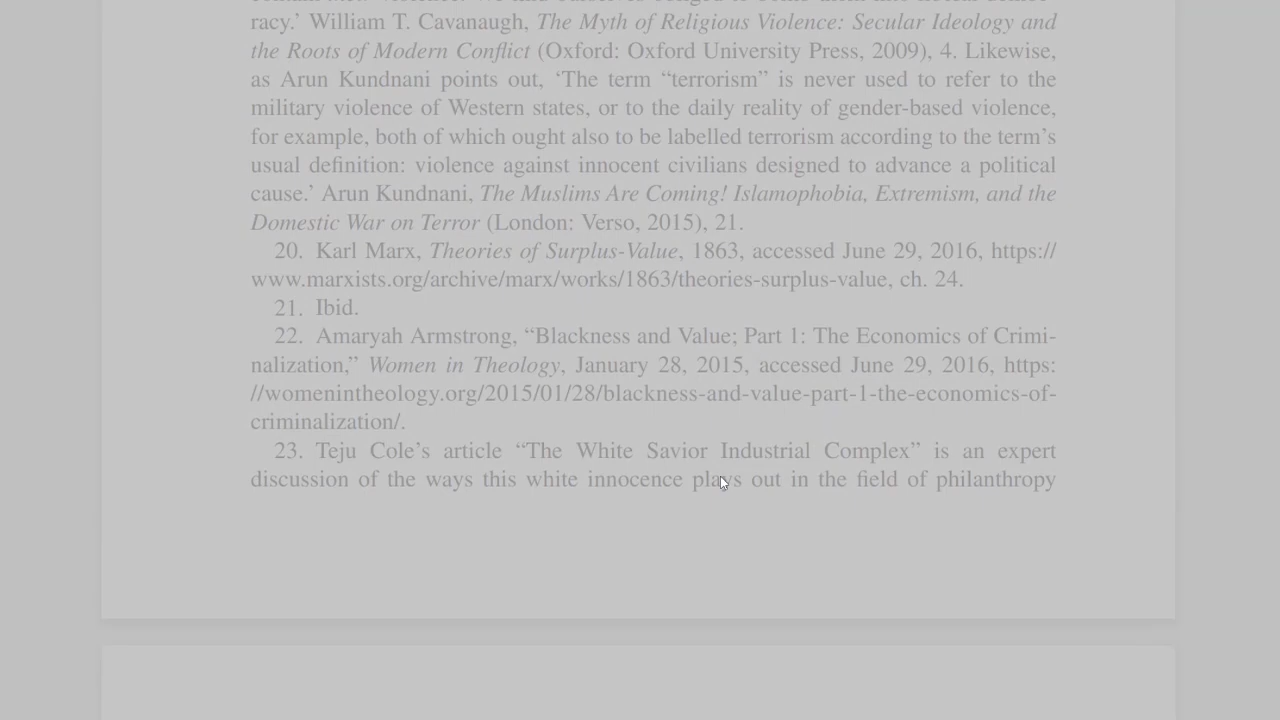 racy.’ William T. Cavanaugh, The Myth of Religious Violence: Secular Ideology and
the Roots of Modern Conflict (Oxford: Oxford University Press, 2009), 4. Likewise,
as Arun Kundnani points out, ‘The term “terrorism” is never used to refer to the
military violence of Western states, or to the daily reality of gender-based violence,
for example, both of which ought also to be labelled terrorism according to the term’s
usual definition: violence against innocent civilians designed to advance a political
cause.’ Arun Kundnani, The Muslims Are Coming! Islamophobia, Extremism, and the
Domestic War on Terror (London: Verso, 2015), 21.
20. Karl Marx, Theories of Surplus-Value, 1863, accessed June 29, 2016, https://
www.marxists.org/archive/marx/works/1863/theories-surplus-value, ch. 24.
21. Ibid.
22. Amaryah Armstrong, “Blackness and Value; Part 1: The Economics of Crimi-
nalization,” Women in Theology, January 28, 2015, accessed June 29, 2016, https:
//womenintheology.org/2015/01/28/blackness-and-value-part-1-the-economics-of-
criminalization/.
23. Teju Cole’s article “The White Savior Industrial Complex” is an expert
discussion of the ways this white innocence plays out in the field of philanthropy